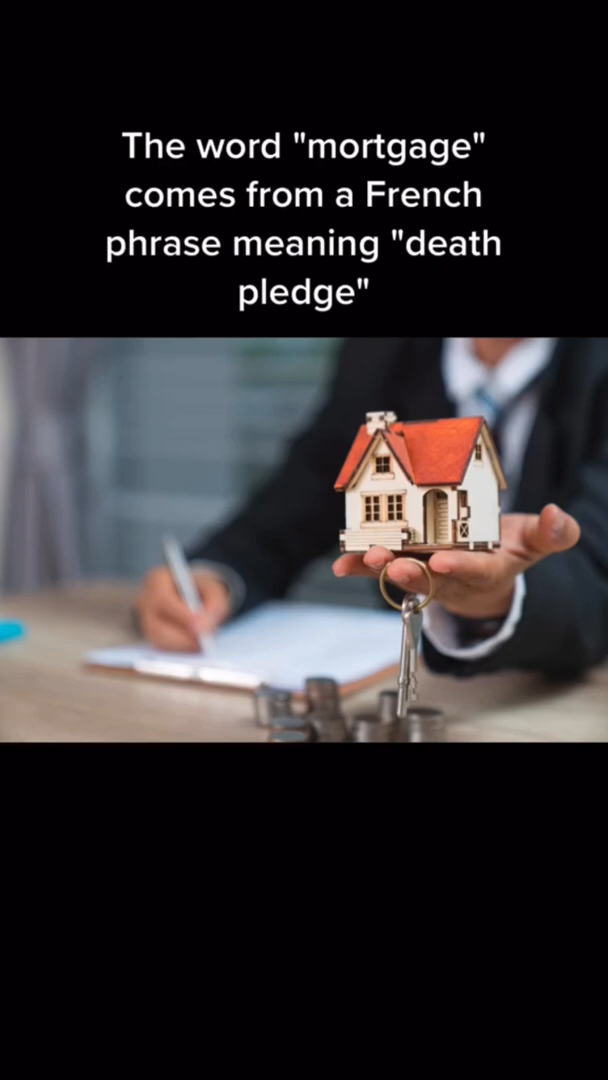 The word "mortgage"
comes from a French
phrase meaning "death
pledge"